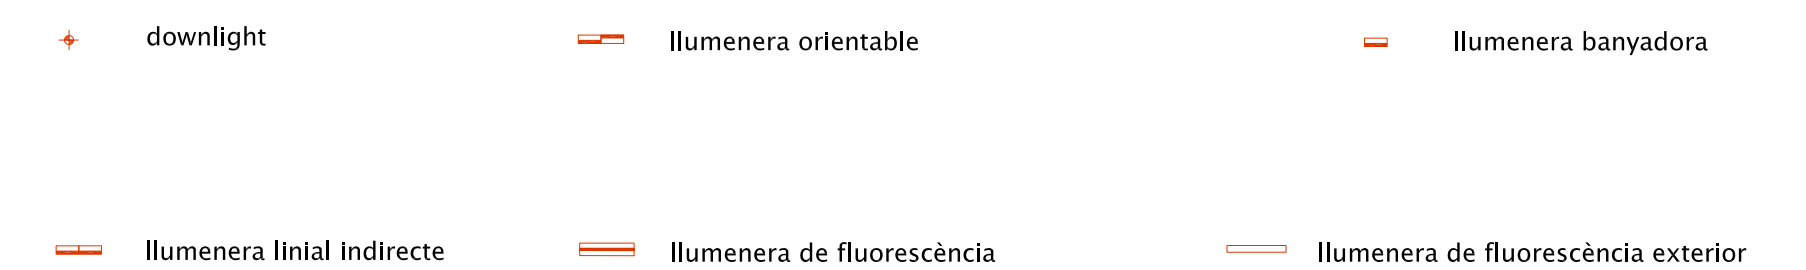 downlight
llumenera orientable
llumenera banyadora
llumenera linial indirecte
llumenera de fluorescència
llumenera de fluorescència exterior